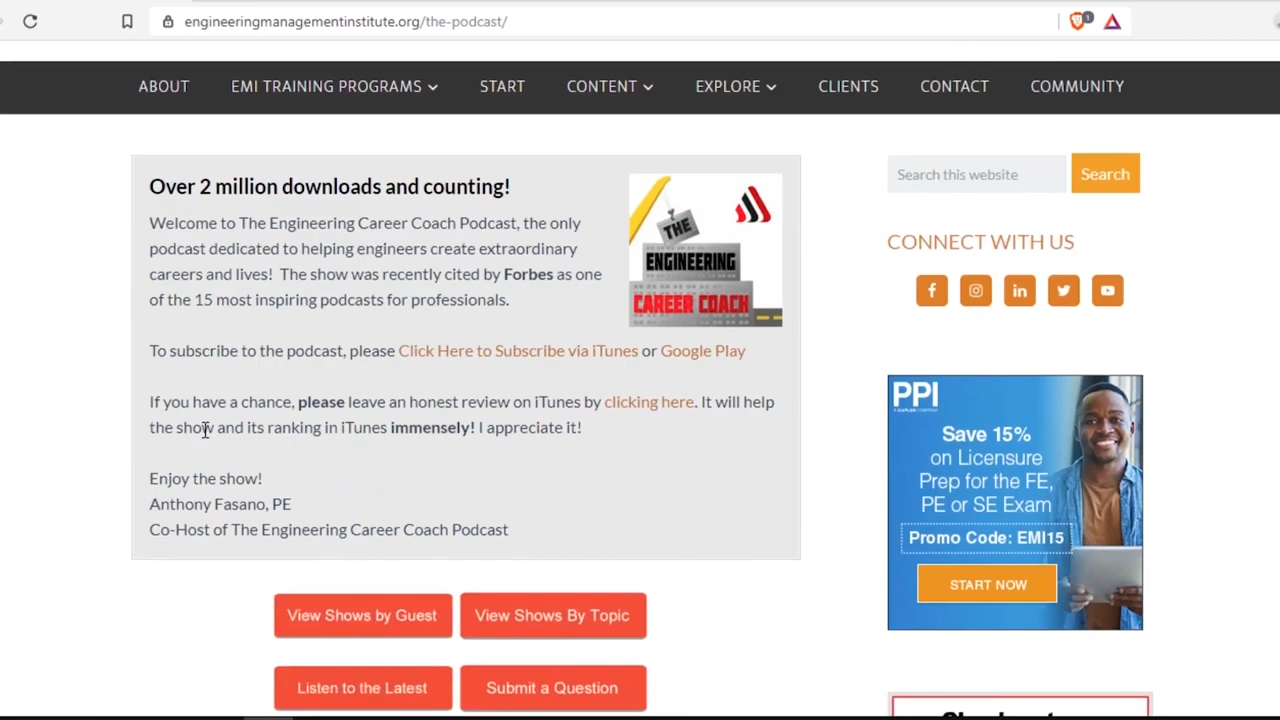 engineeringmanagementinstitute.org/the-podcast/
1
ABOUT EMI TRAINING PROGRAMS START CONTENT EXPLORE CLIENTS CONTACT COMMUNITY
Over 2 million downloads and counting!
Welcome to The Engineering Career Coach Podcast, the only
podcast dedicated to helping engineers create extraordinary
careers and lives! The show was recently cited by Forbes as one
of the 15 most inspiring podcasts for professionals.
THE
ENGINEERING
CAREER COACH
To subscribe to the podcast, please Click Here to Subscribe via iTunes or Google Play
If you have a chance, please leave an honest review on iTunes by clicking here. It will help
the show and its ranking in iTunes immensely! I appreciate it!
Enjoy the show!
Anthony Fasano, PE
Co-Host of The Engineering Career Coach Podcast
View Shows by Guest View Shows By Topic
Listen to the Latest Submit a Question
Search this website Search
CONNECT WITH US
PPI
Save 15%
on Licensure
Prep for the FE,
PE or SE Exam
Promo Code: EMI15
START NOW